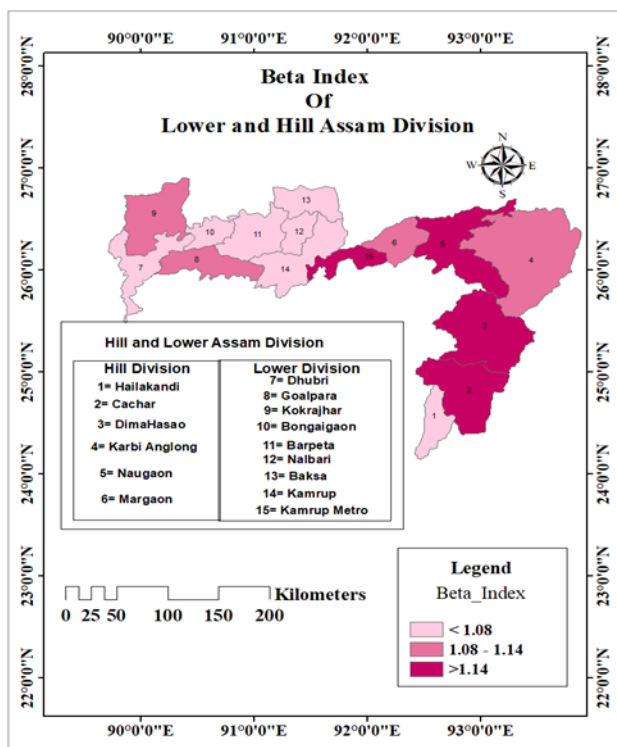 90°0'0"E 91°0'0"E 92°0'0"E 93°0'0"E
Beta Index
Of
Lower and Hill Assam Division
N
W E
S
28°0'0"N 28°0'0"N
27°0'0"N 27°0'0"N
26°0'0"N 26°0'0"N
25°0'0"N 25°0'0"N
24°0'0"N 24°0'0"N
23°0'0"N 23°0'0"N
22°0'0"N 22°0'0"N
13
9
10 11 12
6 5
8 15 4
7 14
3
2
1
Hill and Lower Assam Division
Hill Division
1= Hailakandi
2= Cachar
3= DimaHasao
4= Karbi Anglong
5= Naugaon
6= Margaon
Lower Division
7= Dhubri
8= Goalpara
9= Kokrajhar
10= Bongaigaon
11= Barpeta
12= Nalbari
13= Baksa
14= Kamrup
15= Kamrup Metro
Kilometers
0 25 50 100 150 200
Legend
Beta_Index
< 1.08
1.08 - 1.14
>1.14
90°0'0"E 91°0'0"E 92°0'0"E 93°0'0"E